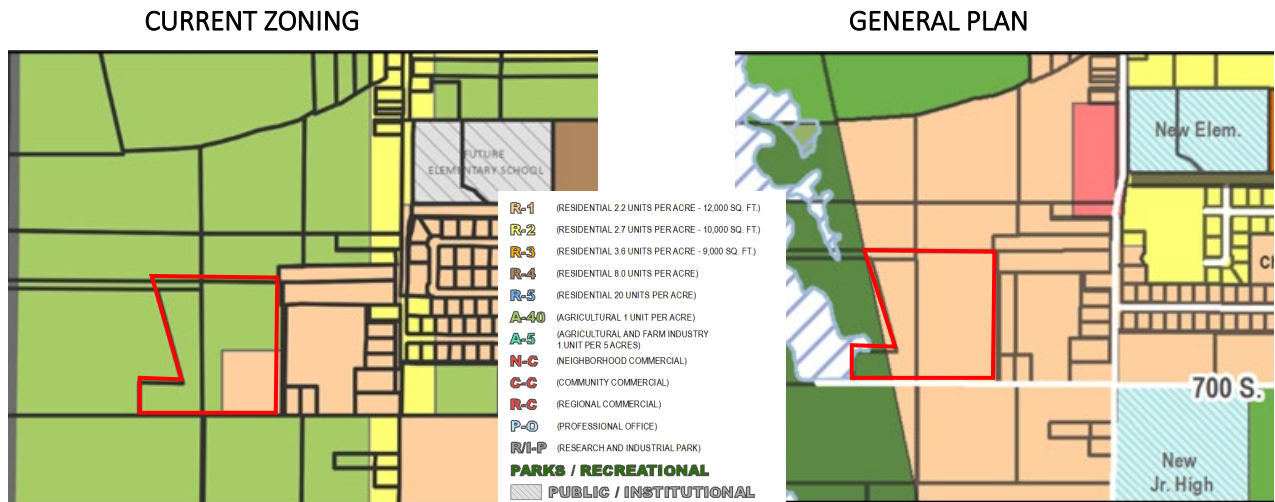 CURRENT ZONING
GENERAL PLAN
FUTURE
ELEMENTARY SCHOOL
R-1 (RESIDENTIAL 2.2 UNITS PER ACRE - 12,000 SQ. FT.)
R-2 (RESIDENTIAL 2.7 UNITS PER ACRE - 10,000 SQ. FT.)
R-3 (RESIDENTIAL 3.6 UNITS PER ACRE - 9,000 SQ. FT.)
R-4 (RESIDENTIAL 8.0 UNITS PER ACRE)
R-5 (RESIDENTIAL 20 UNITS PER ACRE)
A-40 (AGRICULTURAL 1 UNIT PER ACRE)
A-5 (AGRICULTURAL AND FARM INDUSTRY
1 UNIT PER 5 ACRES)
N-C (NEIGHBORHOOD COMMERCIAL)
C-C (COMMUNITY COMMERCIAL)
R-C (REGIONAL COMMERCIAL)
P-O (PROFESSIONAL OFFICE)
R/I-P (RESEARCH AND INDUSTRIAL PARK)
PARKS / RECREATIONAL
PUBLIC / INSTITUTIONAL
New Elem.
700 S.
New
Jr. High